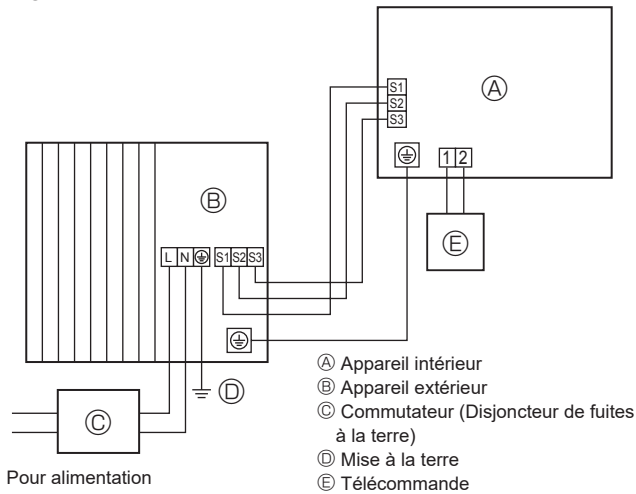 S1
S2
S3
Ⓐ
1 2
Ⓑ
Ⓔ
L N S1 S2 S3
Ⓓ
Ⓒ
Pour alimentation
Ⓐ Appareil intérieur
Ⓑ Appareil extérieur
Ⓒ Commutateur (Disjoncteur de fuites
à la terre)
Ⓓ Mise à la terre
Ⓔ Télécommande